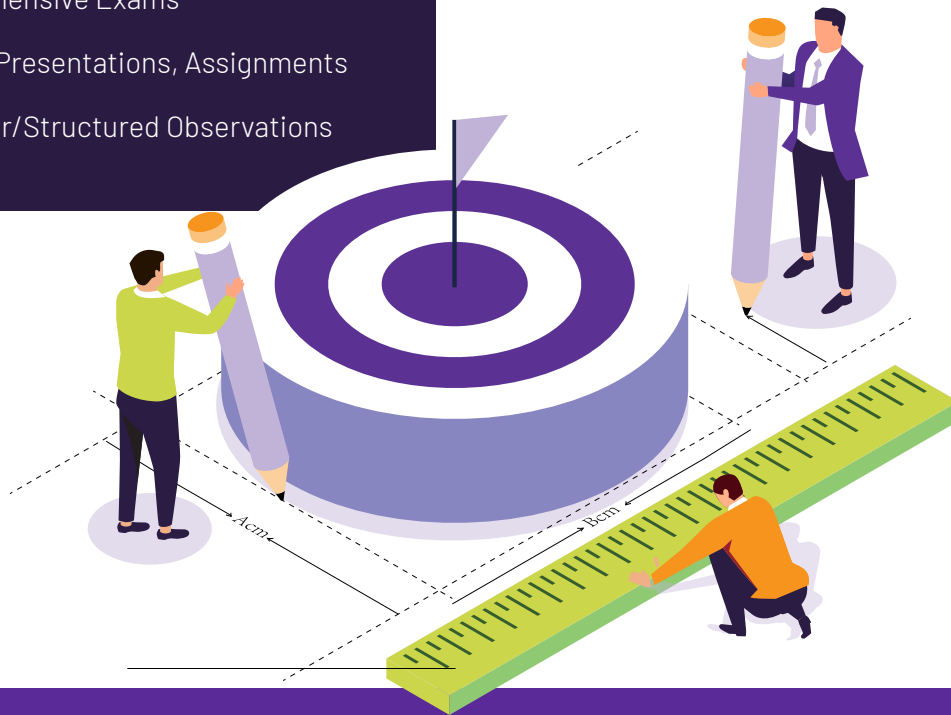 Presentations, Assignments
r/Structured Observations
Acm
Bcm